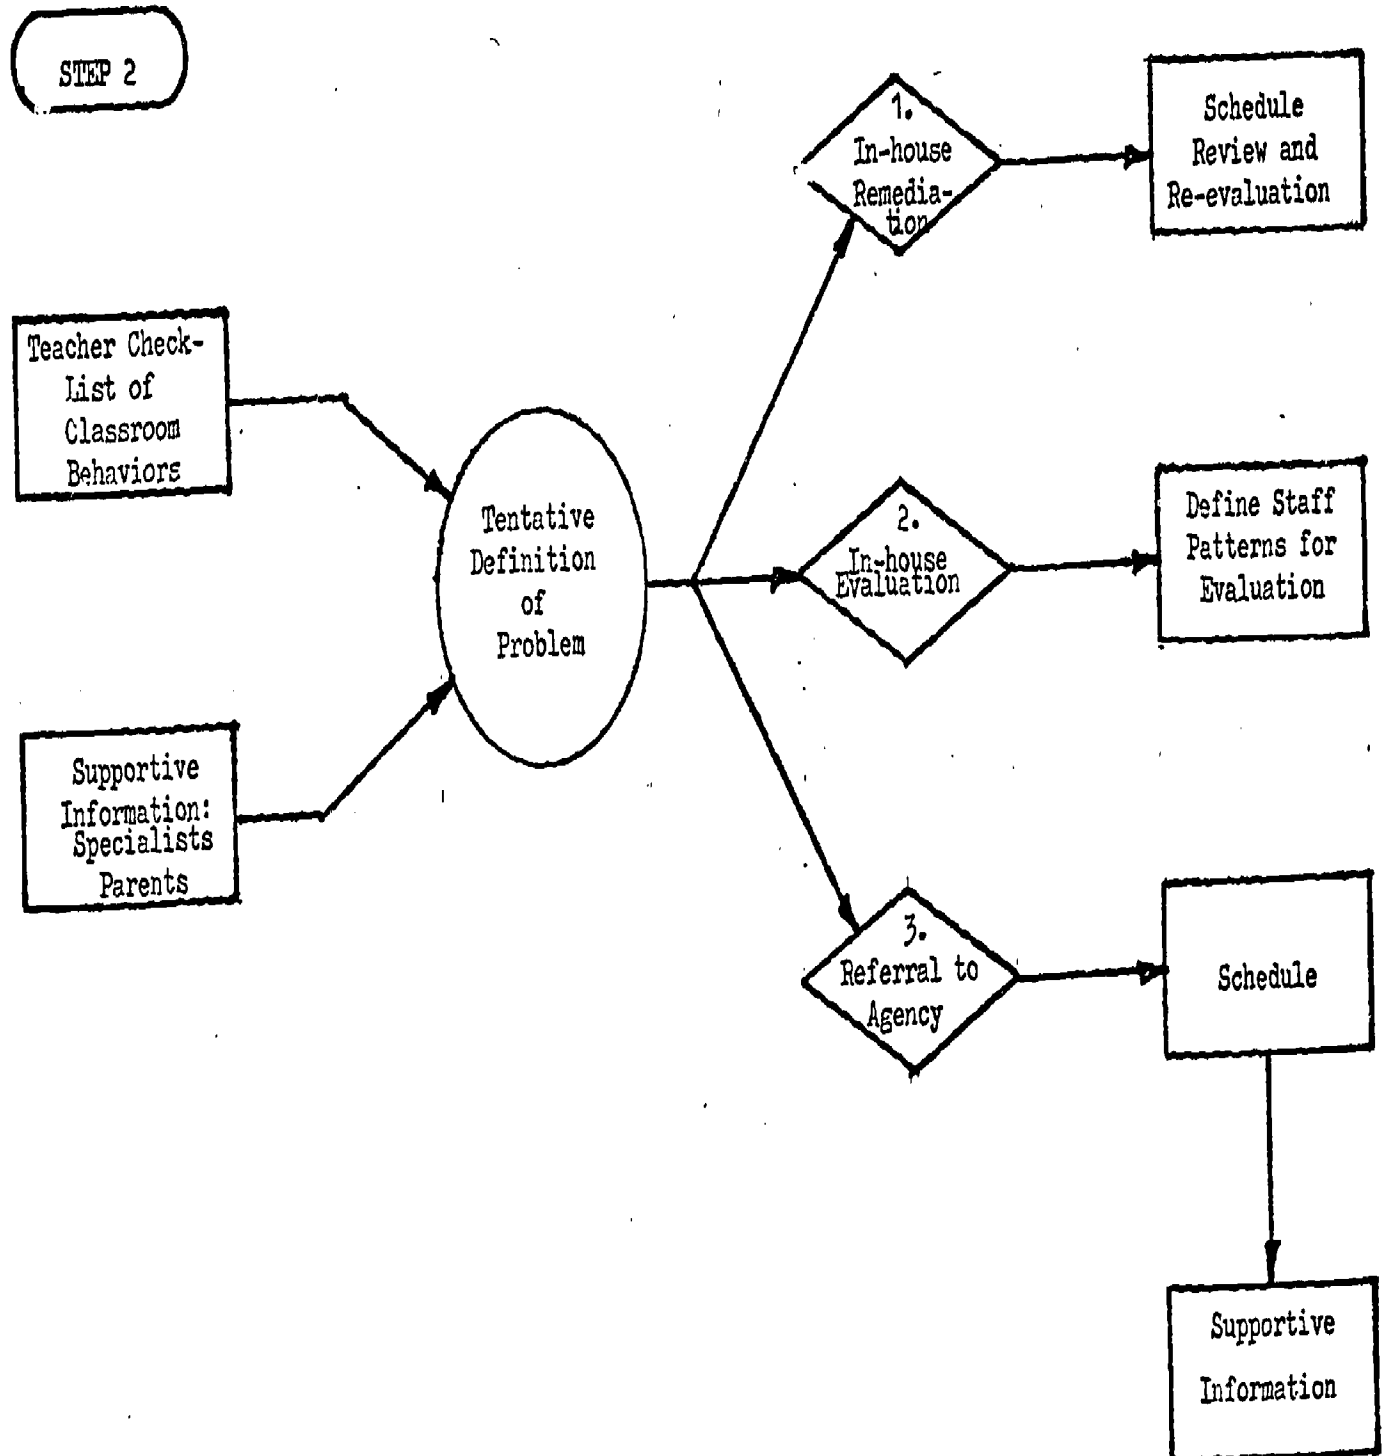 STEP 2
Teacher Check-
List of
Classroom
Behaviors
Supportive
Information:
Specialists
Parents
Tentative
Definition
of
Problem
1.
In-house
Remedia-
tion
Schedule
Review and
Re-evaluation
2.
In-house
Evaluation
Define Staff
Patterns for
Evaluation
3.
Referral to
Agency
Schedule
Supportive
Information